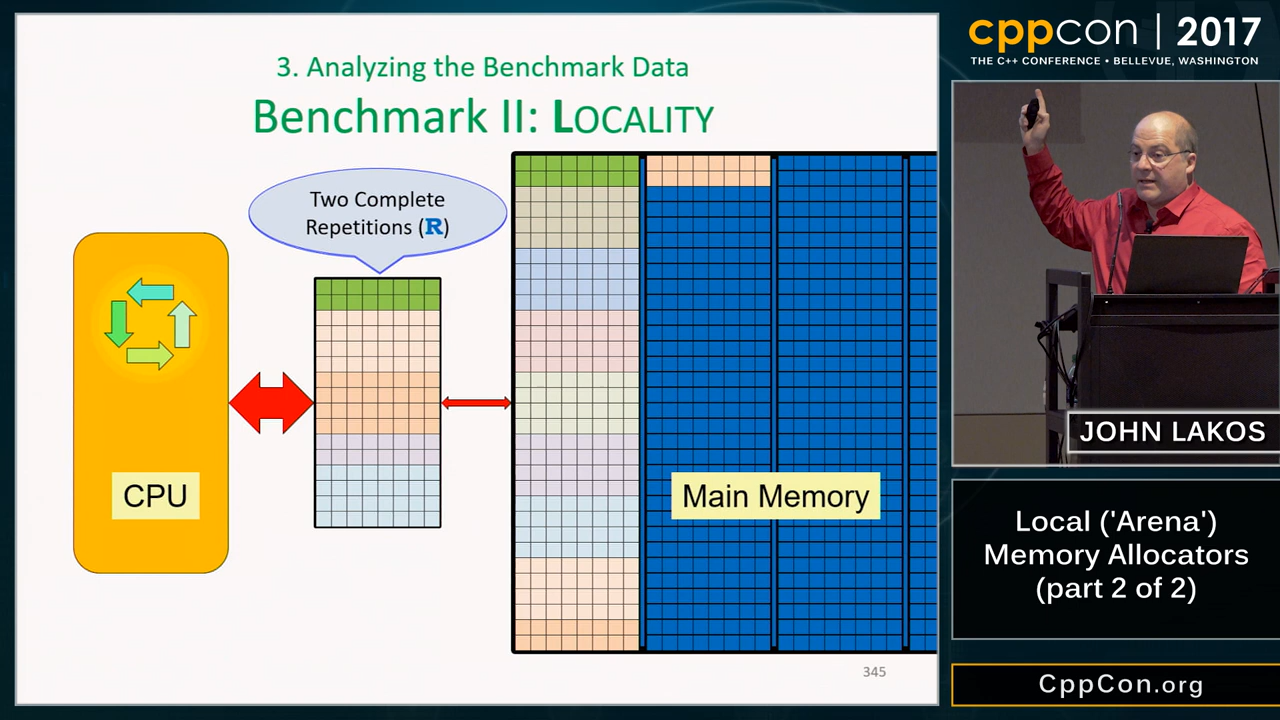 3. Analyzing the Benchmark Data
Benchmark II: LOCALITY
Two Complete
Repetitions (R)
CPU
Main Memory
345
cppcon | 2017
THE C++ CONFERENCE • BELLEVUE, WASHINGTON
JOHN LAKOS
Local ('Arena')
Memory Allocators
(part 2 of 2)
CppCon.org